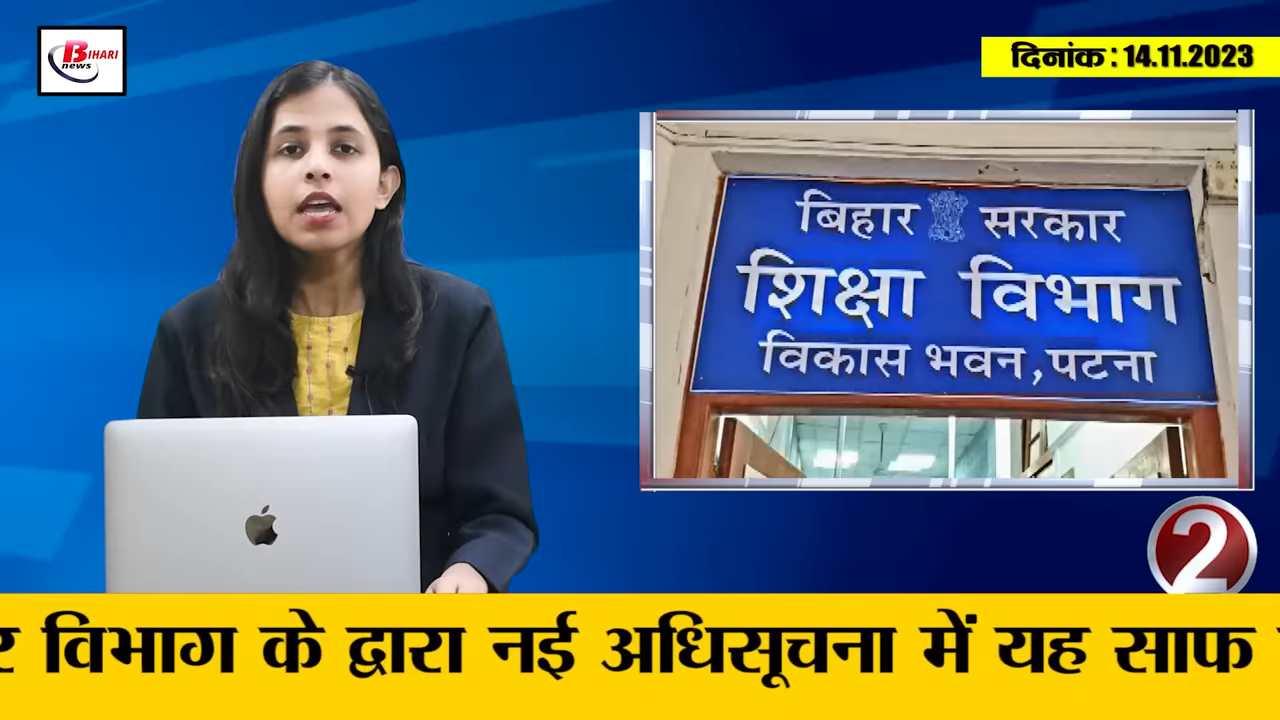 BIHARI
news
दिनांक : 14.11.2023
बिहार सरकार
शिक्षा विभाग
विकास भवन, पटना
2
विभाग के द्वारा नई अधिसूचना में यह साफ